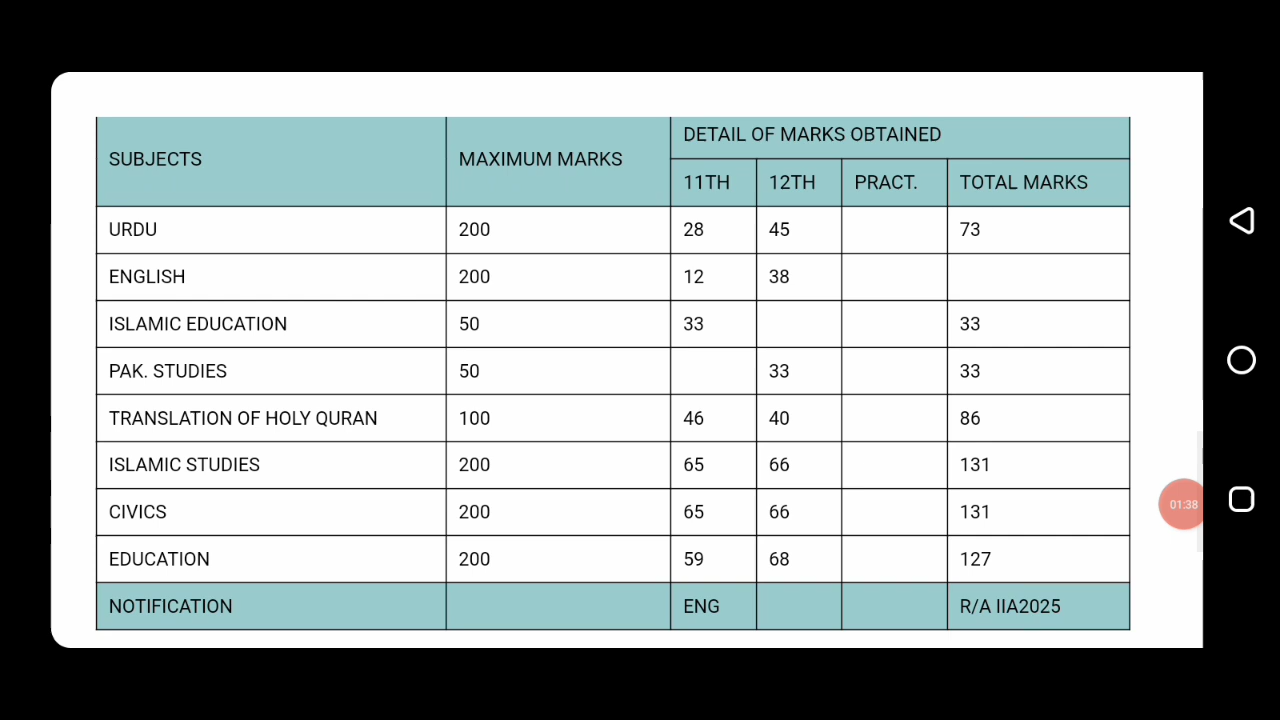 SUBJECTS MAXIMUM MARKS DETAIL OF MARKS OBTAINED
11TH 12TH PRACT. TOTAL MARKS
URDU 200 28 45 73
ENGLISH 200 12 38
ISLAMIC EDUCATION 50 33 33
PAK. STUDIES 50 33 33
TRANSLATION OF HOLY QURAN 100 46 40 86
ISLAMIC STUDIES 200 65 66 131
CIVICS 200 65 66 131
EDUCATION 200 59 68 127
NOTIFICATION ENG R/A IIA2025
01:38